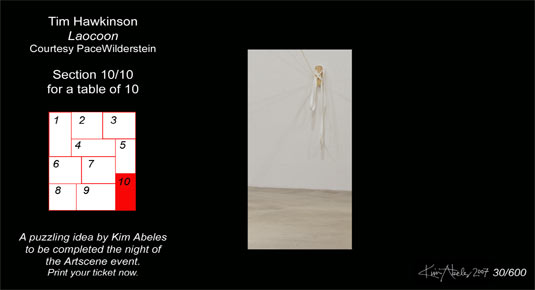 Tim Hawkinson
Laocoon
Courtesy PaceWilderstein
Section 10/10
for a table of 10
1 2 3
4 5
6 7
10
8 9
A puzzling idea by Kim Abeles
to be completed the night of
the Artscene event.
Print your ticket now.
Kim Abeles 2007 30/600